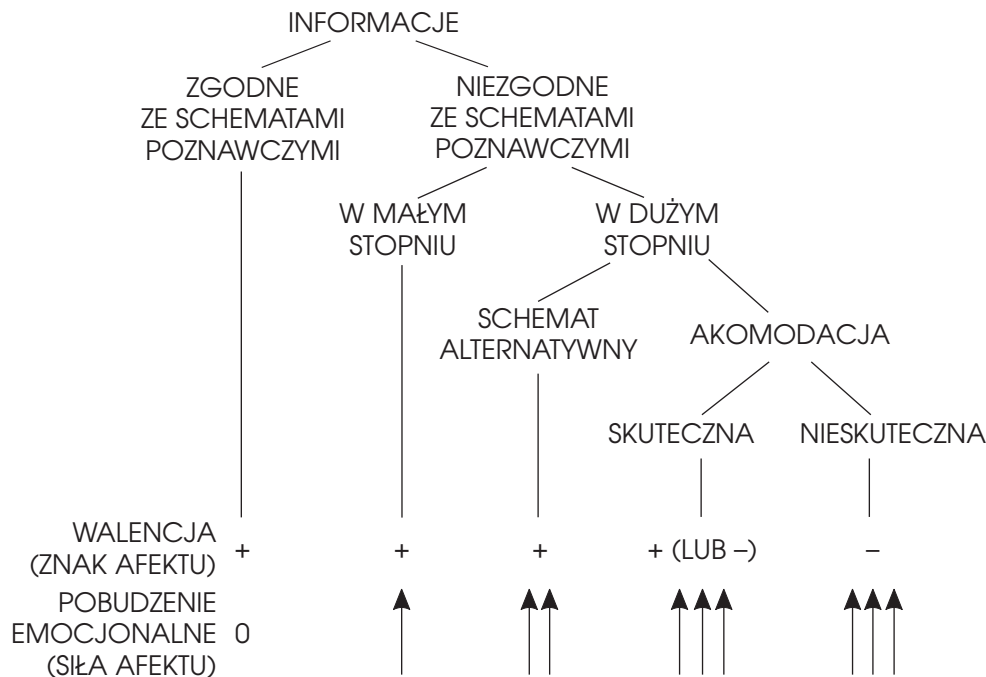 INFORMACJE
ZGODNE
ZE SCHEMATAMI
POZNAWCZYMI
NIEZGODNE
ZE SCHEMATAMI
POZNAWCZYMI
W MAŁYM
STOPNIU
W DUŻYM
STOPNIU
SCHEMAT
ALTERNATYWNY
AKOMODACJA
SKUTECZNA
NIESKUTECZNA
WALENCJA
(ZNAK AFEKTU)
+
+
+
+ (LUB –)
–
POBUDZENIE
EMOCJONALNE
(SIŁA AFEKTU)
0